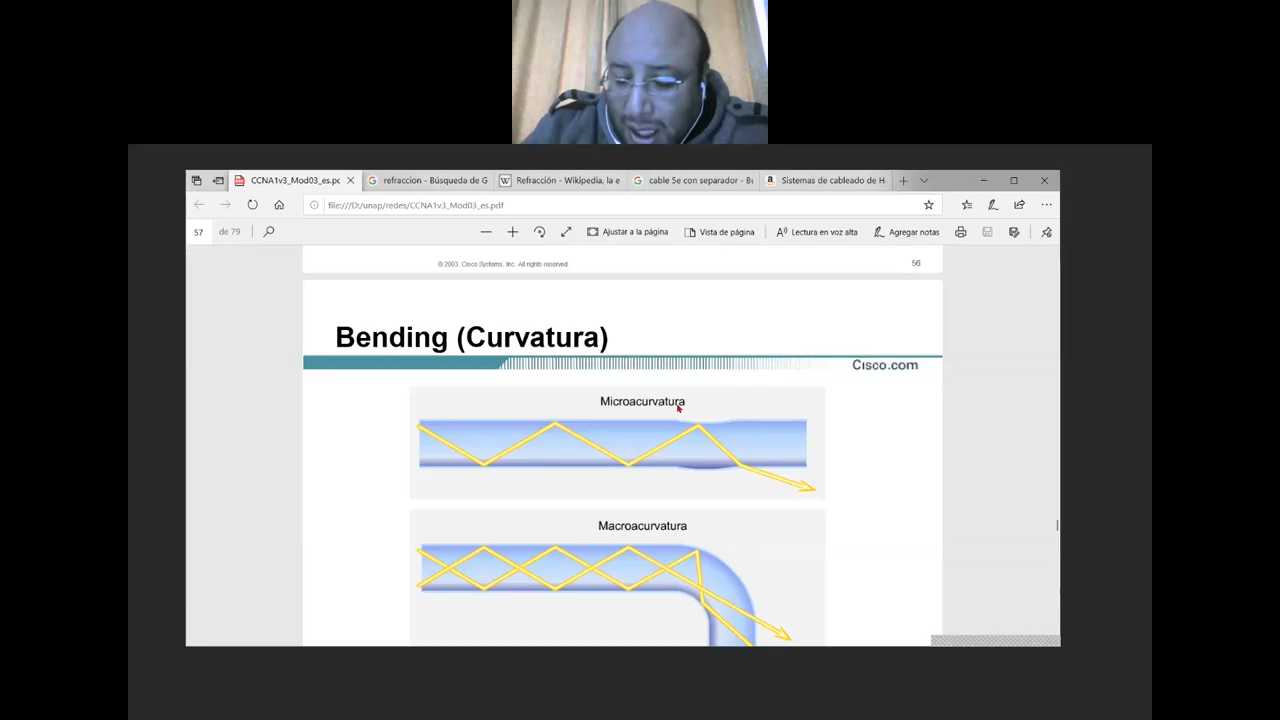 CCNA1v3_Mod03_es.pc
refraccion - Búsqueda de G
Refracción - Wikipedia, la e
cable 5e con separador - Bu
Sistemas de cableado de H
file:///D:/unap/redes/CCNA1v3_Mod03_es.pdf
57 de 79
Ajustar a la página
Vista de página
Lectura en voz alta
Agregar notas
© 2003, Cisco Systems, Inc. All rights reserved.
56
Bending (Curvatura)
Cisco.com
Microacurvatura
Macroacurvatura